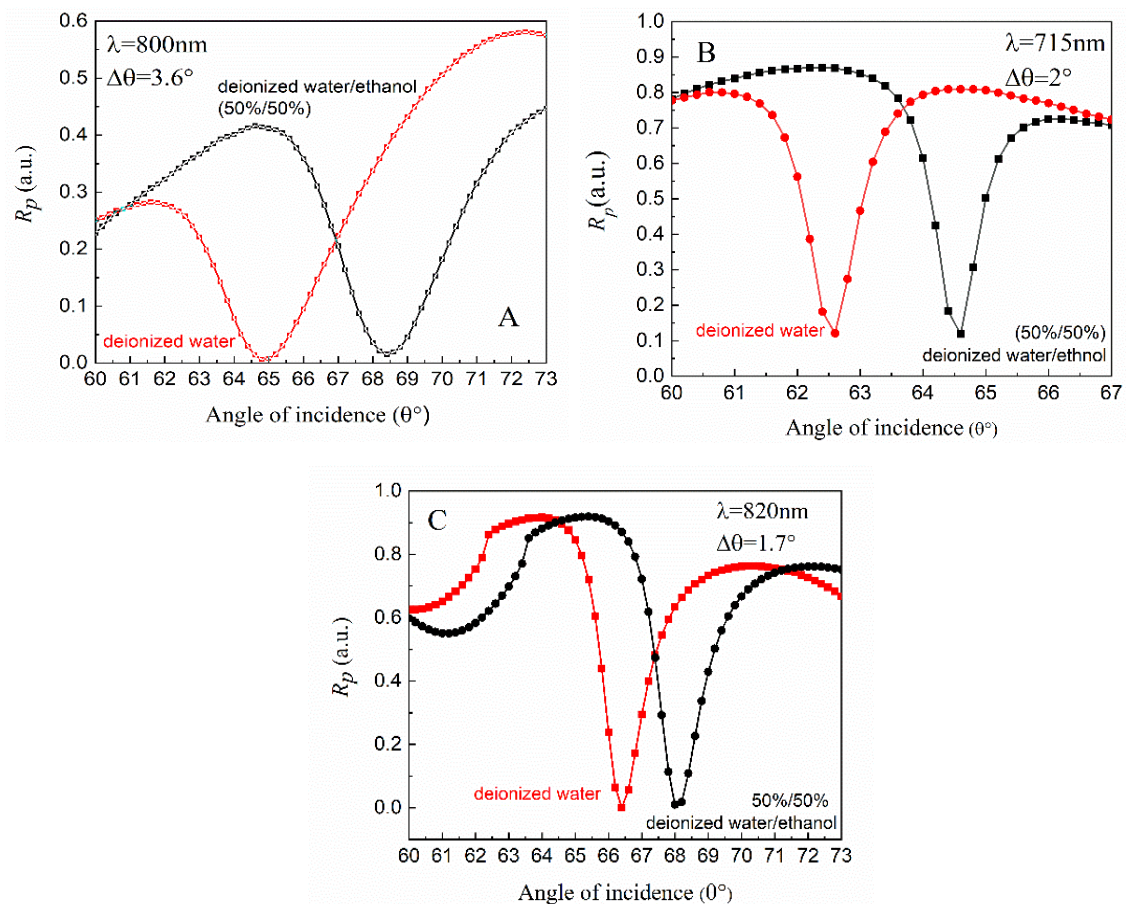 0.6
0.5
0.4
0.3
0.2
0.1
0.0
R_p (a.u.)
λ=800nm
Δθ=3.6°
deionized water/ethanol
(50%/50%)
deionized water
A
60 61 62 63 64 65 66 67 68 69 70 71 72 73
Angle of incidence (θ°)
1.0
0.9
0.8
0.7
0.6
0.5
0.4
0.3
0.2
0.1
0.0
R_p(a.u.)
B
λ=715nm
Δθ=2°
deionized water
(50%/50%)
deionized water/ethnol
60 61 62 63 64 65 66 67
Angle of incidence (θ°)
1.0
0.8
0.6
0.4
0.2
0.0
R_p (a.u.)
C
λ=820nm
Δθ=1.7°
deionized water
50%/50%
deionized water/ethanol
60 61 62 63 64 65 66 67 68 69 70 71 72 73
Angle of incidence (θ°)